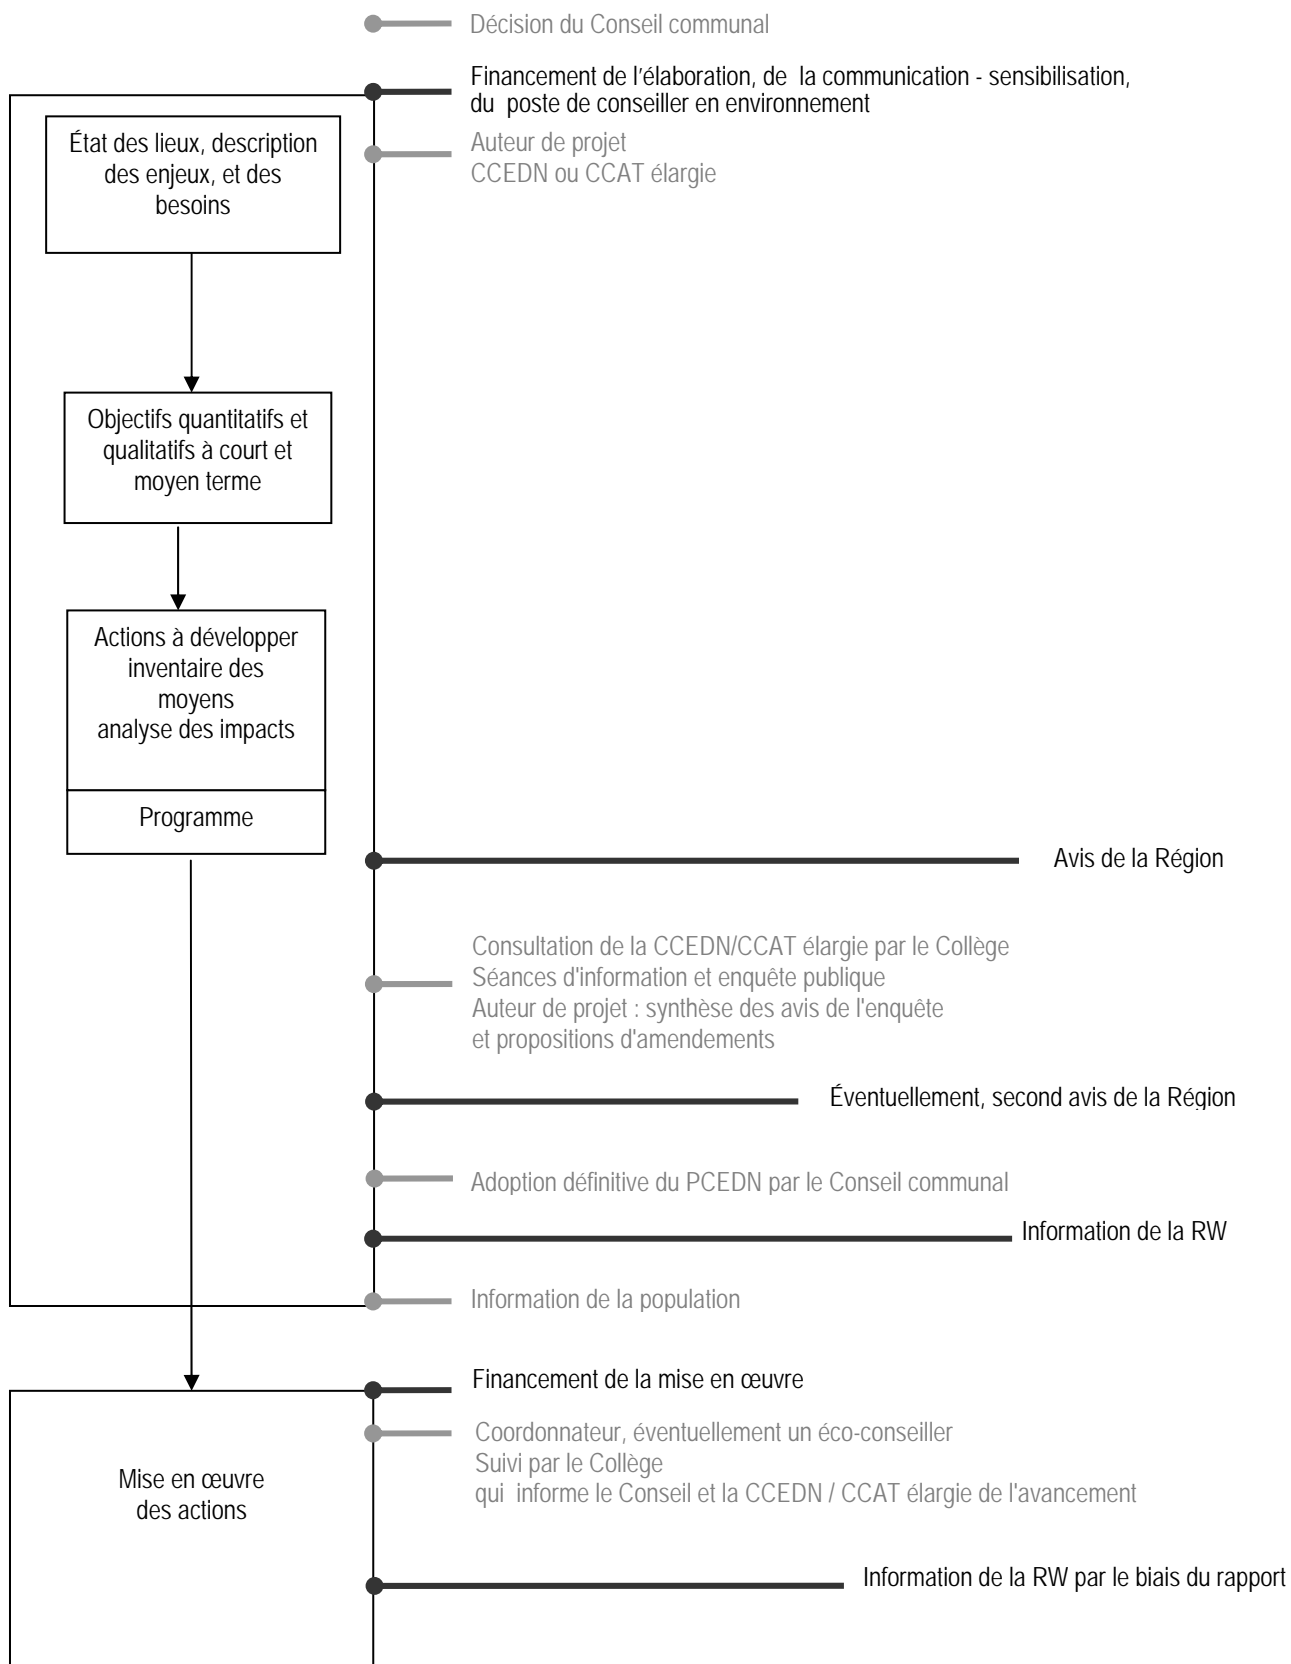 Décision du Conseil communal
Financement de l'élaboration, de la communication - sensibilisation,
du poste de conseiller en environnement
État des lieux, description
des enjeux, et des
besoins
Auteur de projet
CCEDN ou CCAT élargie
Objectifs quantitatifs et
qualitatifs à court et
moyen terme
Actions à développer
inventaire des
moyens
analyse des impacts
Programme
Avis de la Région
Consultation de la CCEDN/CCAT élargie par le Collège
Séances d'information et enquête publique
Auteur de projet : synthèse des avis de l'enquête
et propositions d'amendements
Éventuellement, second avis de la Région
Adoption définitive du PCEDN par le Conseil communal
Information de la RW
Information de la population
Financement de la mise en œuvre
Coordonnateur, éventuellement un éco-conseiller
Suivi par le Collège
qui informe le Conseil et la CCEDN / CCAT élargie de l'avancement
Mise en œuvre
des actions
Information de la RW par le biais du rapport